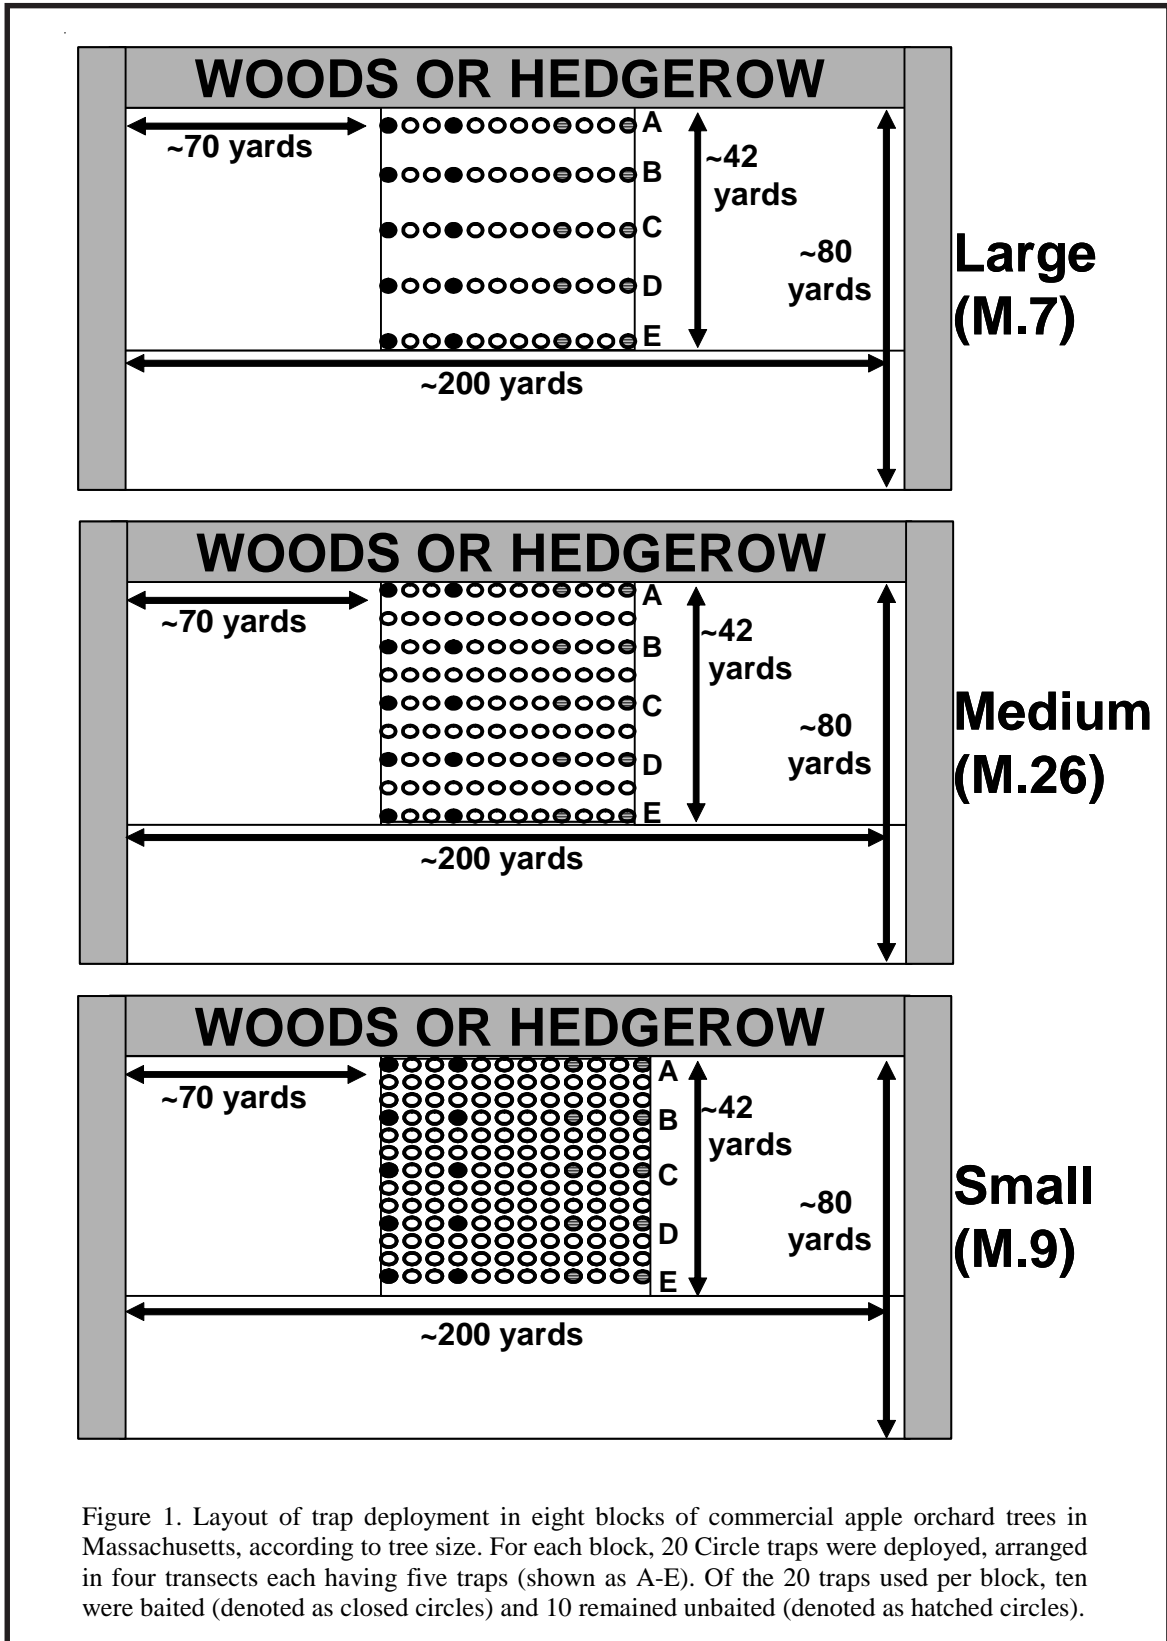 WOODS OR HEDGEROW
~70 yards
A
B
C
D
E
~42
yards
~80
yards
~200 yards
Large
(M.7)
WOODS OR HEDGEROW
~70 yards
A
B
C
D
E
~42
yards
~80
yards
~200 yards
Medium
(M.26)
WOODS OR HEDGEROW
~70 yards
A
B
C
D
E
~42
yards
~80
yards
~200 yards
Small
(M.9)
Figure 1. Layout of trap deployment in eight blocks of commercial apple orchard trees in
Massachusetts, according to tree size. For each block, 20 Circle traps were deployed, arranged
in four transects each having five traps (shown as A-E). Of the 20 traps used per block, ten
were baited (denoted as closed circles) and 10 remained unbaited (denoted as hatched circles).